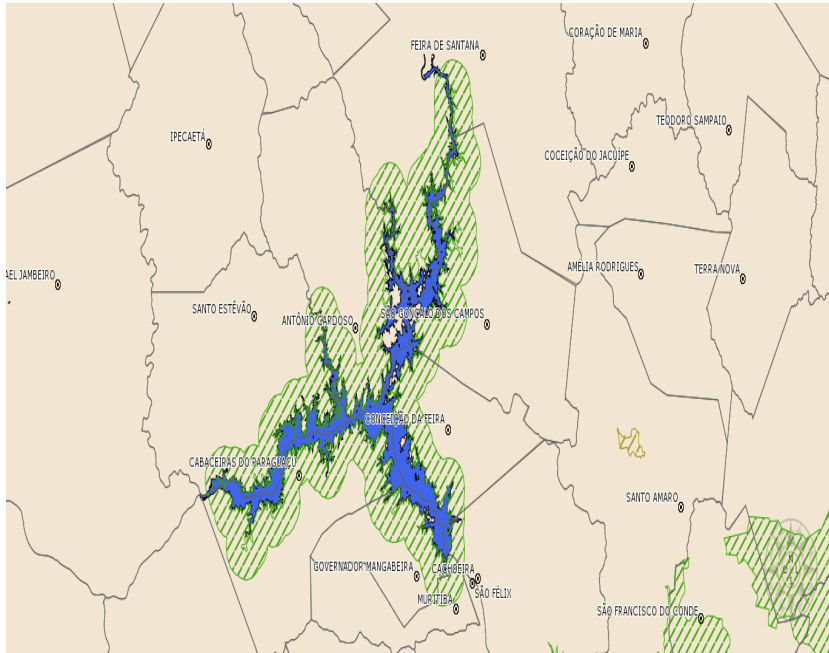 CORAÇÃO DE MARIA
FEIRA DE SANTANA
TEODORO SAMPAIO
IPECAETÁ
COCEIÇÃO DO JACUÍPE
AEL JAMBEIRO
AMÉLIA RODRIGUES
TERRA NOVA
SANTO ESTÊVÃO
ANTÔNIO CARDOSO
SÃO GONÇALO DOS CAMPOS
CONCEIÇÃO DA FEIRA
CABACEIRAS DO PARAGUAÇU
SANTO AMARO
GOVERNADOR MANGABEIRA
CACHOEIRA
SÃO FÉLIX
MURITIBA
SÃO FRANCISCO DO CONDE